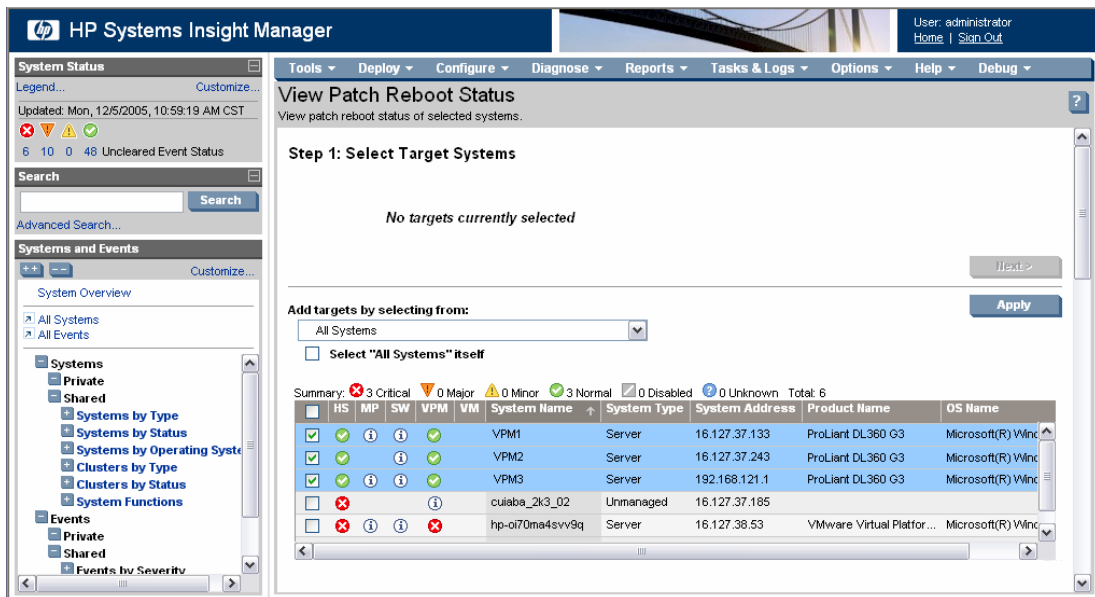 hp HP Systems Insight Manager
User: administrator
Home | Sign Out
System Status
Legend... Customize...
Updated: Mon, 12/5/2005, 10:59:19 AM CST
6 10 0 48 Uncleared Event Status
Search
Search
Advanced Search...
Systems and Events
++ -- Customize...
System Overview
All Systems
All Events
Systems
Private
Shared
Systems by Type
Systems by Status
Systems by Operating Syste
Clusters by Type
Clusters by Status
System Functions
Events
Private
Shared
Events by Severity
Tools Deploy Configure Diagnose Reports Tasks & Logs Options Help Debug
View Patch Reboot Status
View patch reboot status of selected systems.
?
Step 1: Select Target Systems
No targets currently selected
Next >
Apply
Add targets by selecting from:
All Systems
Select "All Systems" itself
Summary: 3 Critical 0 Major 0 Minor 3 Normal 0 Disabled 0 Unknown Total: 6
HS MP SW VPM VM System Name System Type System Address Product Name OS Name
VPM1 Server 16.127.37.133 ProLiant DL360 G3 Microsoft(R) Winc
VPM2 Server 16.127.37.243 ProLiant DL360 G3 Microsoft(R) Winc
VPM3 Server 192.168.121.1 ProLiant DL360 G3 Microsoft(R) Winc
cuiaba_2k3_02 Unmanaged 16.127.37.185
hp-oi70ma4svv9q Server 16.127.38.53 VMware Virtual Platfor... Microsoft(R) Winc